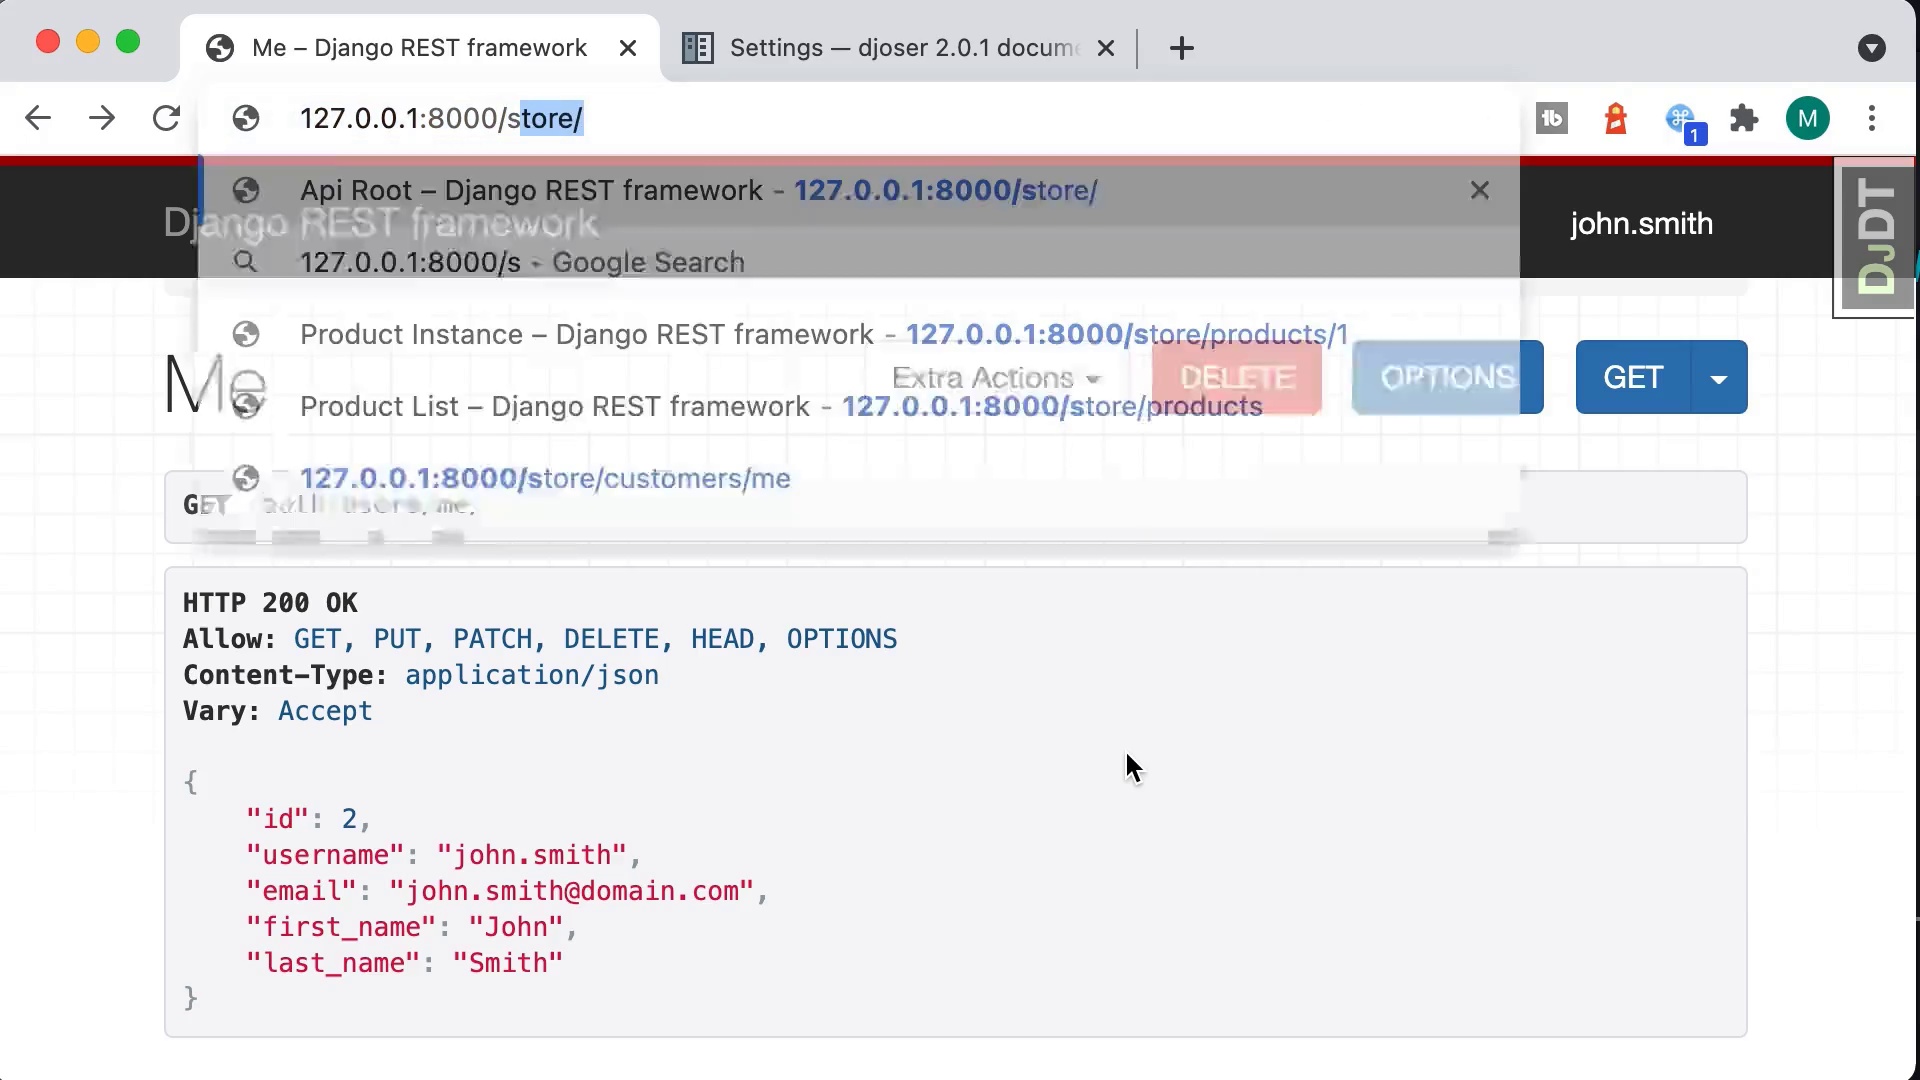 Me – Django REST framework
Settings — djoser 2.0.1 docume
127.0.0.1:8000/store/
1
M
Api Root – Django REST framework - 127.0.0.1:8000/store/
Django REST framework
john.smith
DJDT
127.0.0.1:8000/s - Google Search
Product Instance – Django REST framework - 127.0.0.1:8000/store/products/1
Me
Extra Actions
DELETE
OPTIONS
GET
Product List – Django REST framework - 127.0.0.1:8000/store/products
127.0.0.1:8000/store/customers/me
GET /auth/users/me/
HTTP 200 OK
Allow: GET, PUT, PATCH, DELETE, HEAD, OPTIONS
Content-Type: application/json
Vary: Accept
{
"id": 2,
"username": "john.smith",
"email": "john.smith@domain.com",
"first_name": "John",
"last_name": "Smith"
}